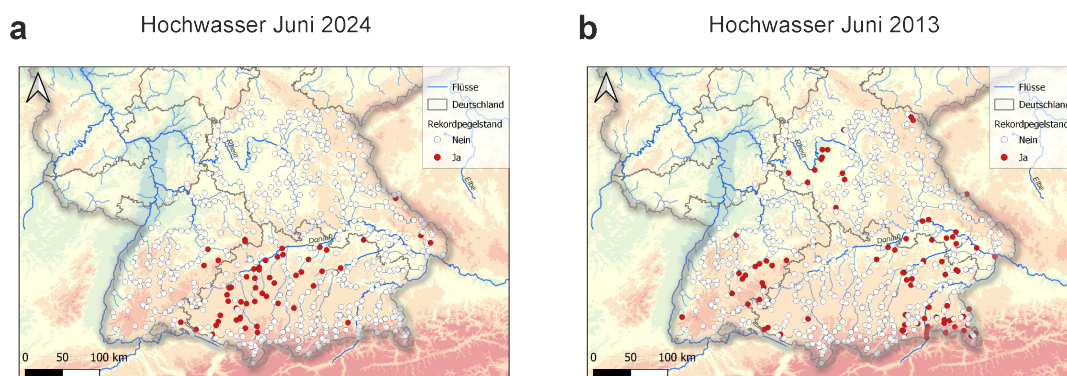 a
Hochwasser Juni 2024
Flüsse
Deutschland
Rekordpegelstand
Nein
Ja
Rhein
Elbe
Donau
0 50 100 km
b
Hochwasser Juni 2013
Flüsse
Deutschland
Rekordpegelstand
Nein
Ja
Rhein
Elbe
Donau
0 50 100 km